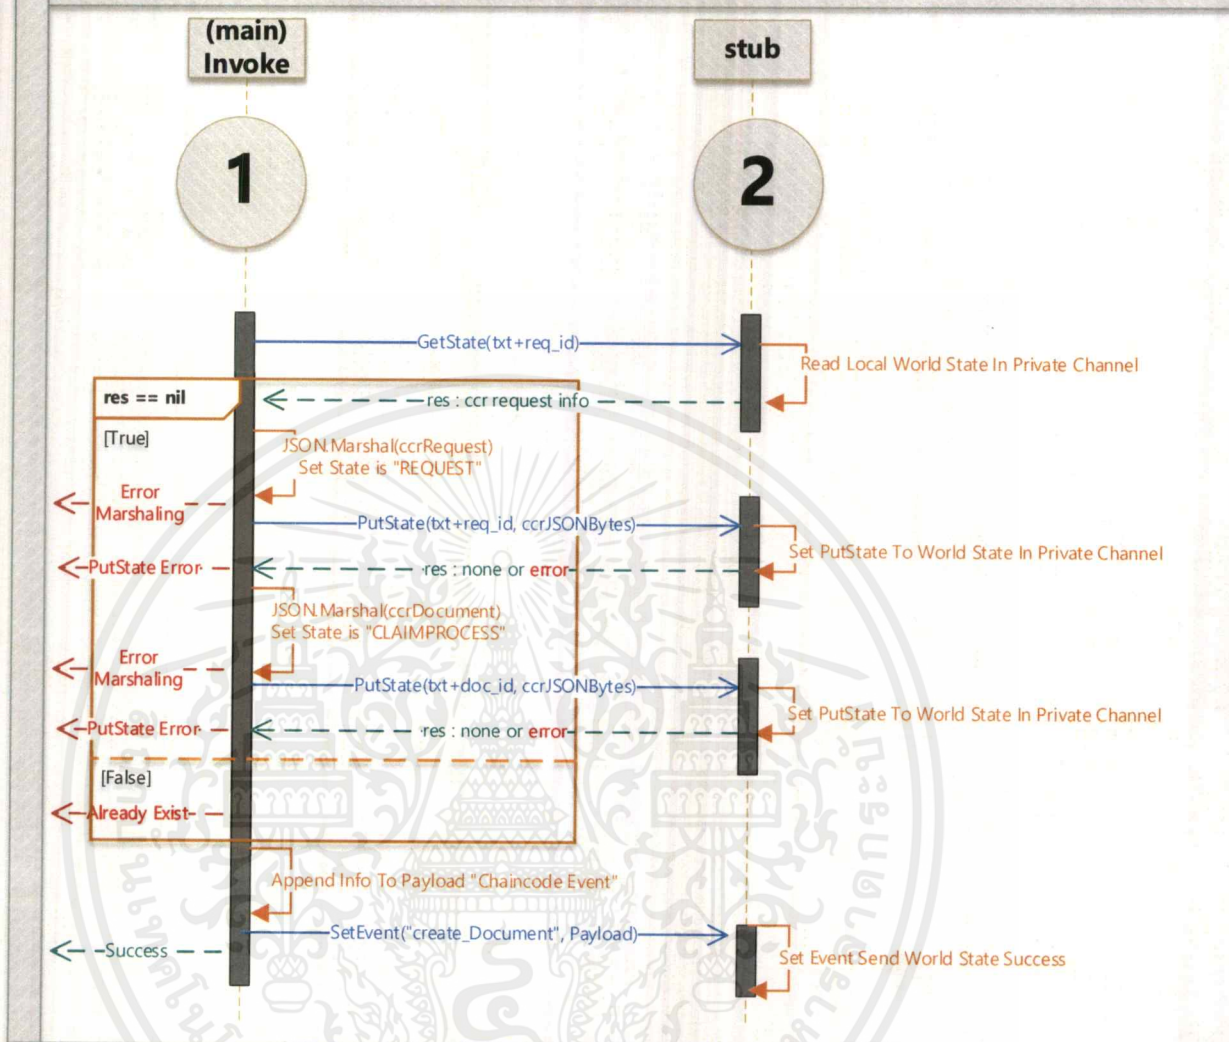 (main)
Invoke
stub
1
2
GetState(txt+req_id)
Read Local World State In Private Channel
res == nil
res : ccr request info
[True]
JSON.Marshal(ccrRequest)
Set State is "REQUEST"
Error
Marshaling
PutState(txt+req_id, ccrJSONBytes)
Set PutState To World State In Private Channel
PutState Error
res : none or error
JSON.Marshal(ccrDocument)
Set State is "CLAIMPROCESS"
Error
Marshaling
PutState(txt+doc_id, ccrJSONBytes)
Set PutState To World State In Private Channel
PutState Error
res : none or error
[False]
Already Exist
Append Info To Payload "Chaincode Event"
SetEvent("create_Document", Payload)
Success
Set Event Send World State Success